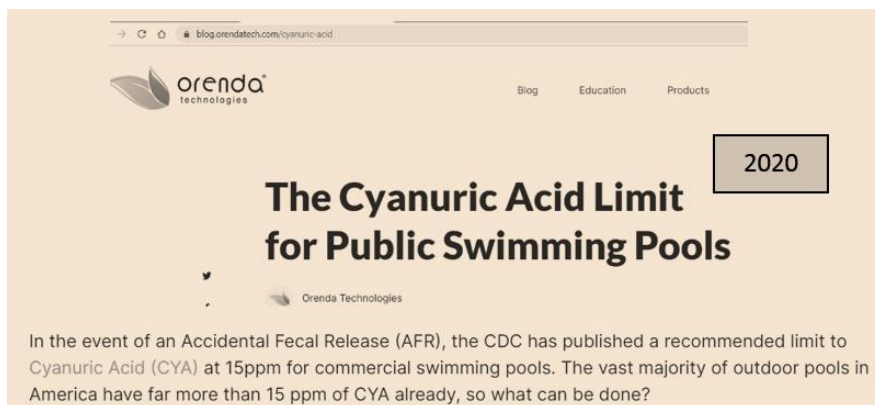 blog.orendatech.com/cyanuric-acid
orenda
technologies
Blog Education Products
2020
The Cyanuric Acid Limit
for Public Swimming Pools
Orenda Technologies
In the event of an Accidental Fecal Release (AFR), the CDC has published a recommended limit to
Cyanuric Acid (CYA) at 15ppm for commercial swimming pools. The vast majority of outdoor pools in
America have far more than 15 ppm of CYA already, so what can be done?